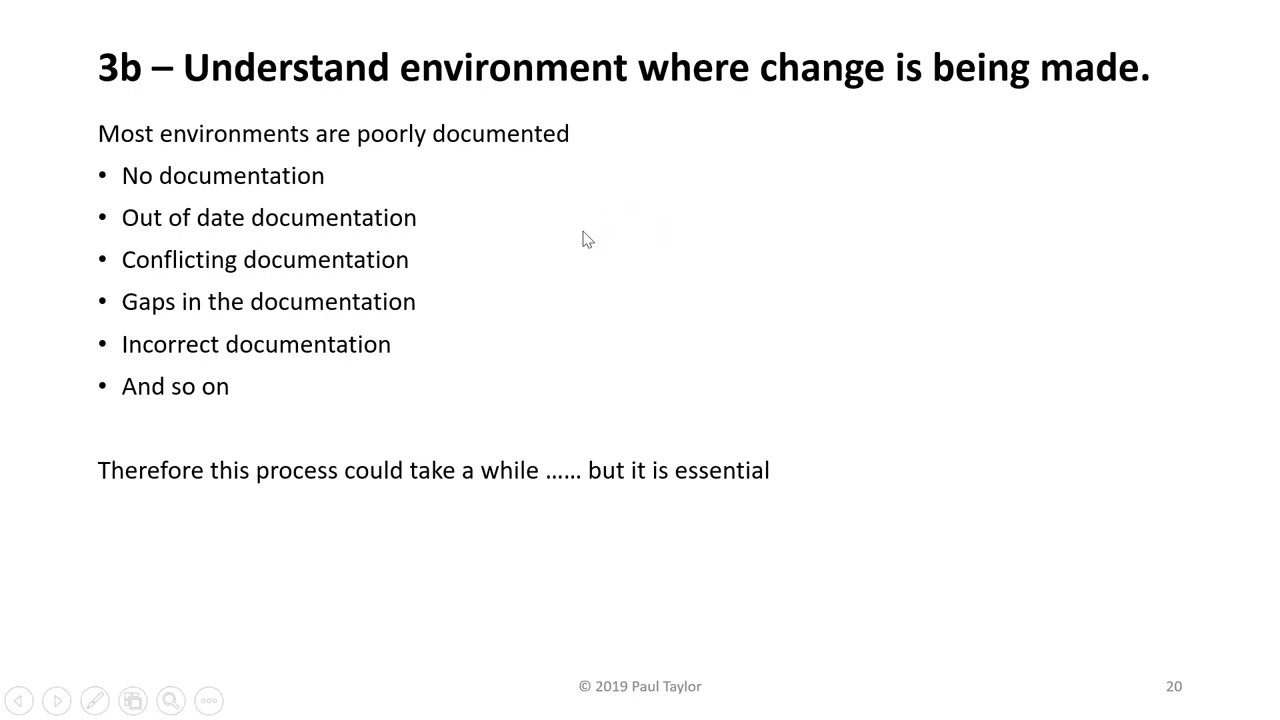 3b – Understand environment where change is being made.
Most environments are poorly documented
• No documentation
• Out of date documentation
• Conflicting documentation
• Gaps in the documentation
• Incorrect documentation
• And so on
Therefore this process could take a while …… but it is essential
© 2019 Paul Taylor
20